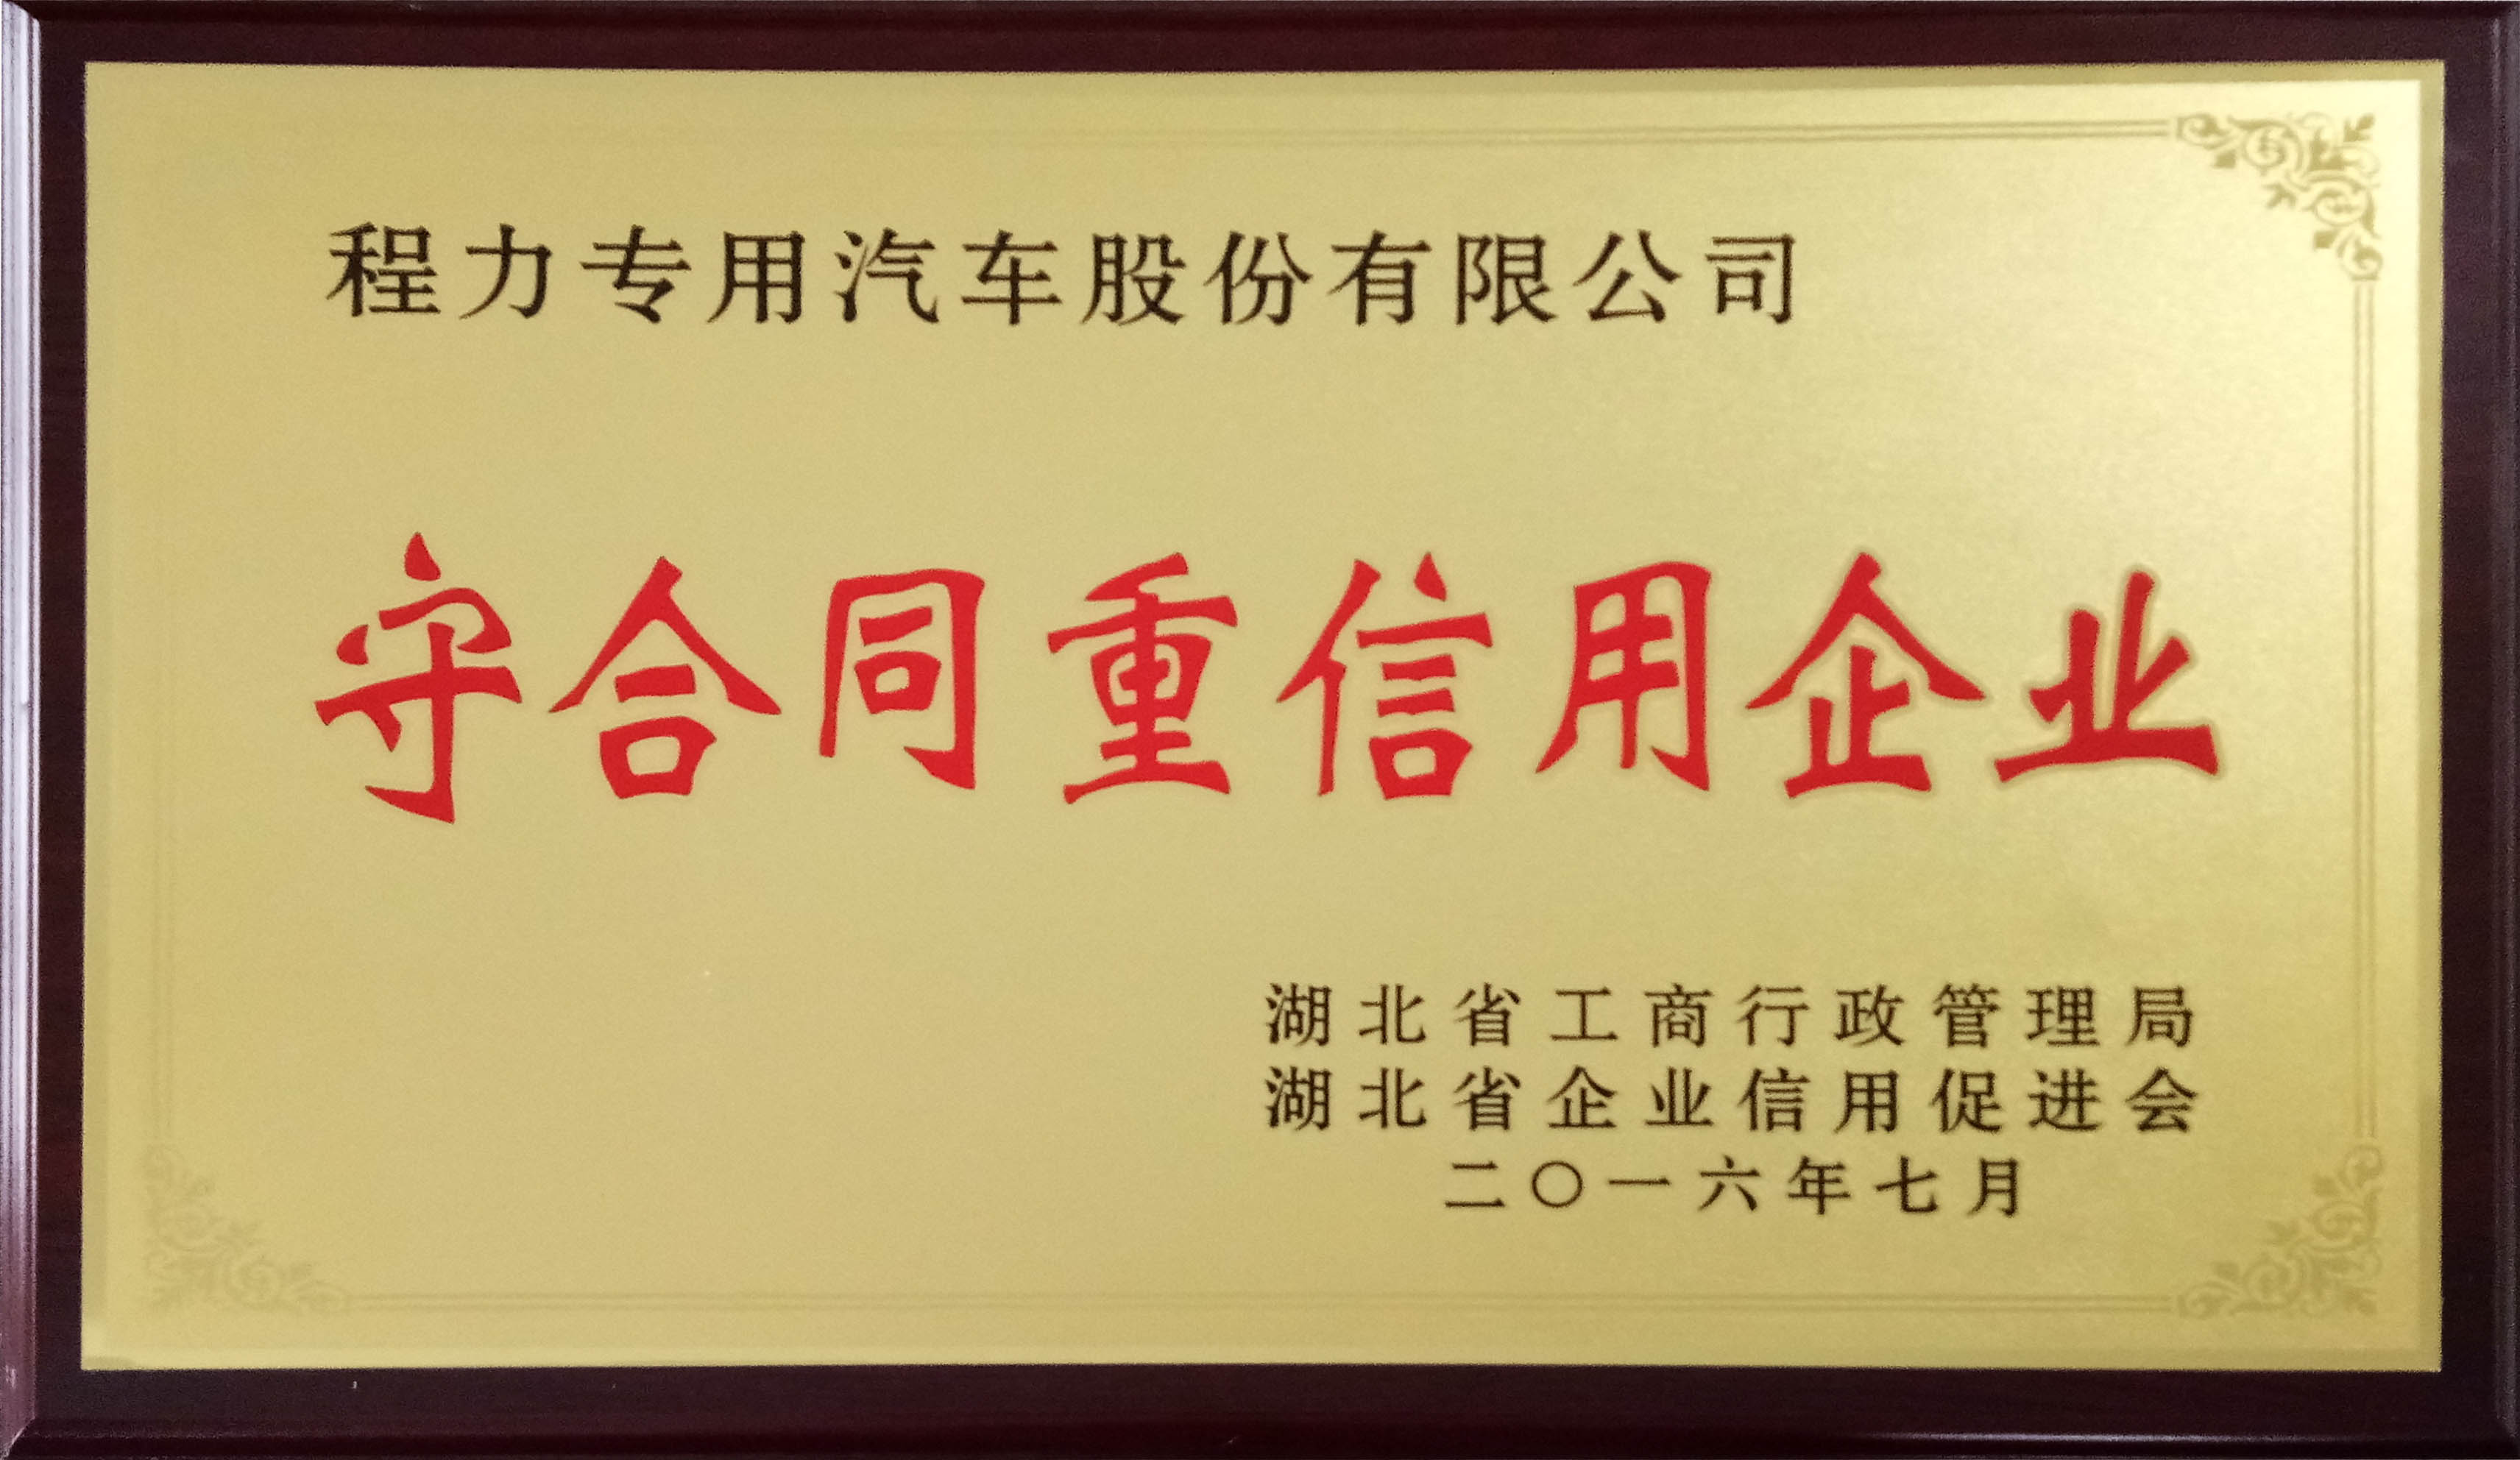 程力专用汽车股份有限公司
守合同重信用企业
湖北省工商行政管理局
湖北省企业信用促进会
二〇一六年七月